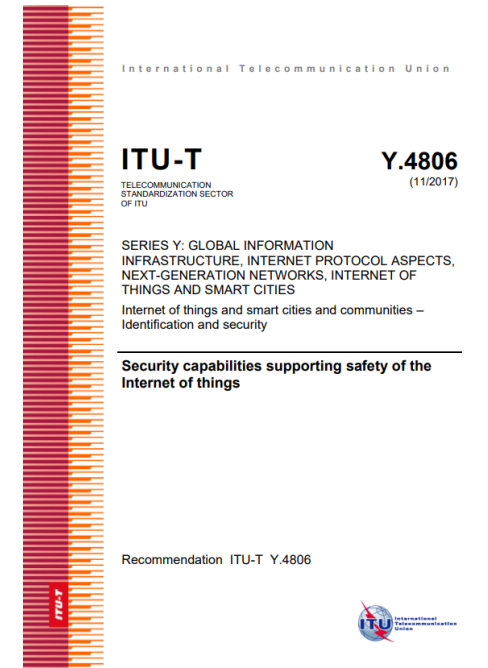 International Telecommunication Union
ITU-T
Y.4806
TELECOMMUNICATION
(11/2017)
STANDARDIZATION SECTOR
OF ITU
SERIES Y: GLOBAL INFORMATION
INFRASTRUCTURE, INTERNET PROTOCOL ASPECTS,
NEXT-GENERATION NETWORKS, INTERNET OF
THINGS AND SMART CITIES
Internet of things and smart cities and communities –
Identification and security
Security capabilities supporting safety of the
Internet of things
Recommendation ITU-T Y.4806
ITU-T
ITU
International
Telecommunication
Union